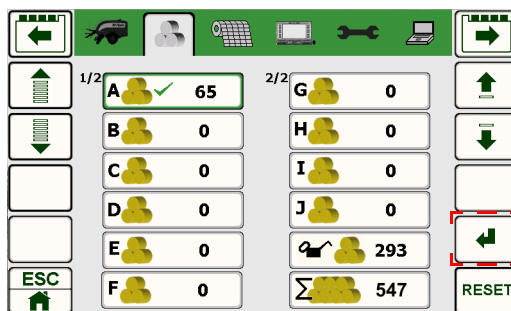 1/2
A 65
B 0
C 0
D 0
E 0
F 0
2/2
G 0
H 0
I 0
J 0
293
Σ 547
ESC
RESET